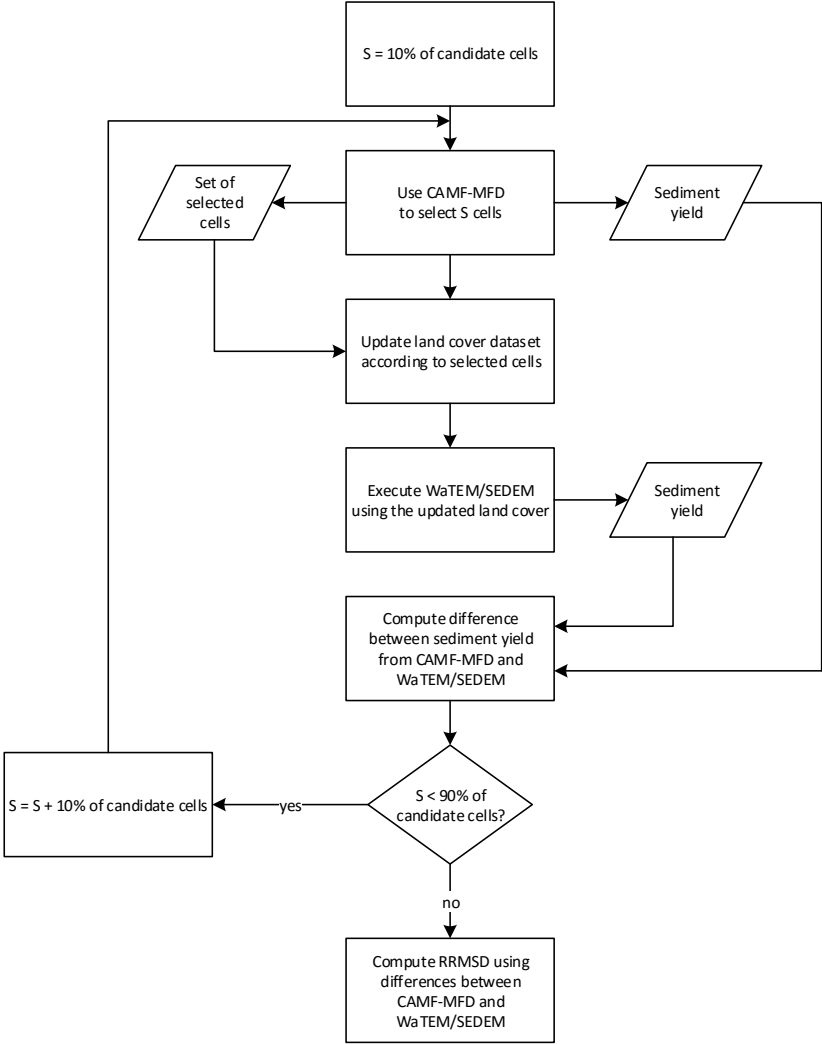 S = 10% of candidate cells
Set of
selected
cells
Use CAMF-MFD
to select S cells
Sediment
yield
Update land cover dataset
according to selected cells
Execute WaTEM/SEDEM
using the updated land cover
Sediment
yield
Compute difference
between sediment yield
from CAMF-MFD and
WaTEM/SEDEM
S = S + 10% of candidate cells
yes
S < 90% of
candidate cells?
no
Compute RRMSD using
differences between
CAMF-MFD and
WaTEM/SEDEM